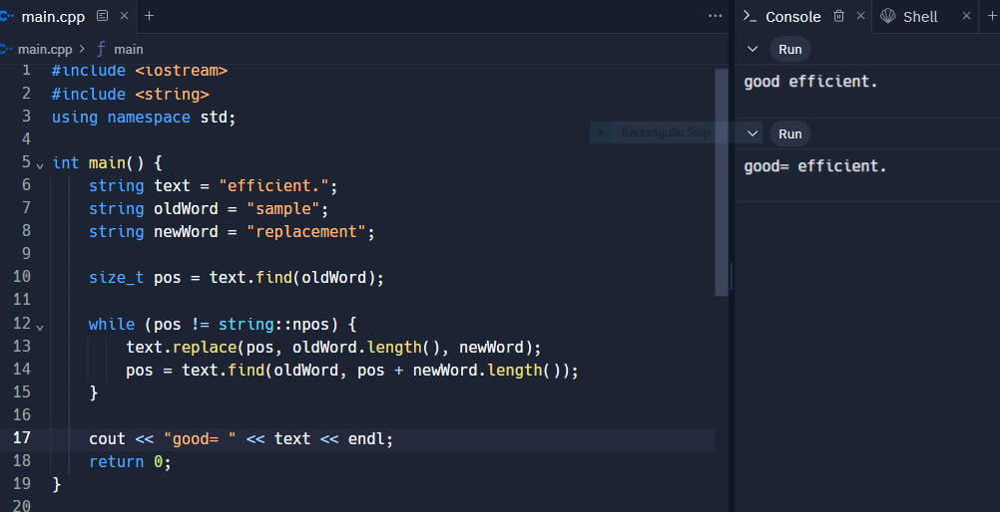 main.cpp
main.cpp > main
1 #include <iostream>
2 #include <string>
3 using namespace std;
4
5 int main() {
6 string text = "efficient.";
7 string oldWord = "sample";
8 string newWord = "replacement";
9
10 size_t pos = text.find(oldWord);
11
12 while (pos != string::npos) {
13 text.replace(pos, oldWord.length(), newWord);
14 pos = text.find(oldWord, pos + newWord.length());
15 }
16
17 cout << "good= " << text << endl;
18 return 0;
19 }
20
Console
Shell
Run
good efficient.
Rectangular Snip
Run
good= efficient.